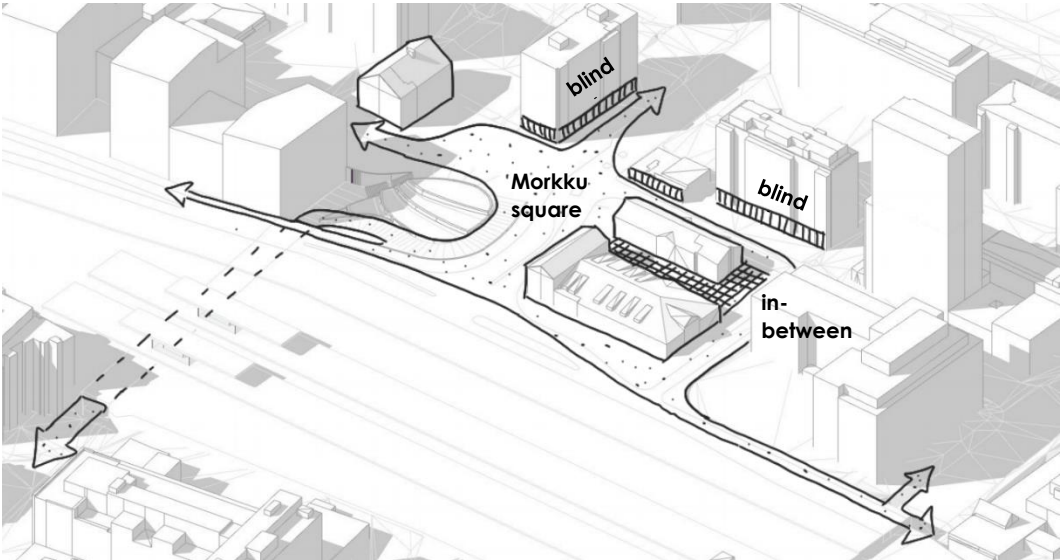 blind
Morkku
square
blind
in-
between